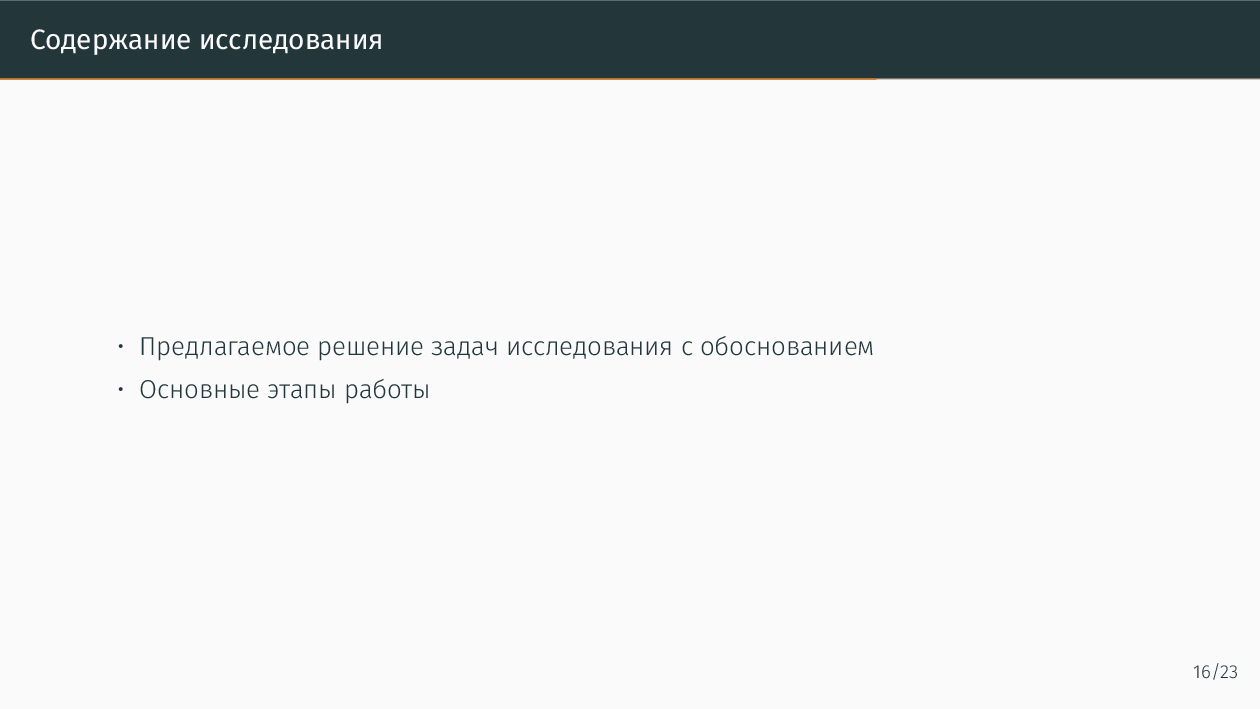 Содержание исследования
• Предлагаемое решение задач исследования с обоснованием
• Основные этапы работы
16/23